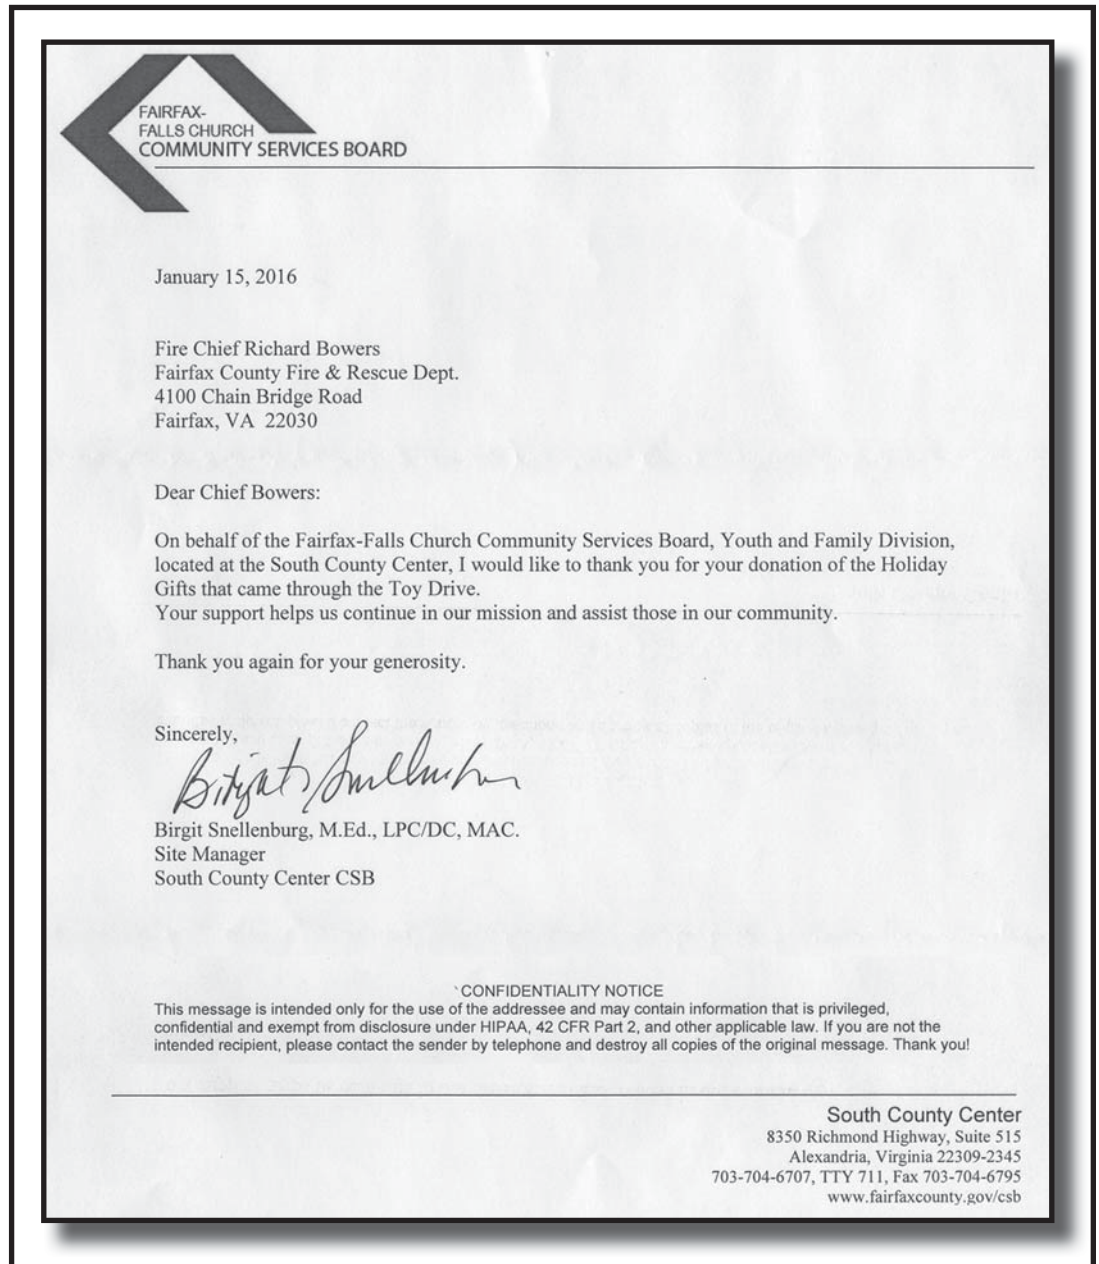 FAIRFAX-
FALLS CHURCH
COMMUNITY SERVICES BOARD
January 15, 2016
Fire Chief Richard Bowers
Fairfax County Fire & Rescue Dept.
4100 Chain Bridge Road
Fairfax, VA 22030
Dear Chief Bowers:
On behalf of the Fairfax-Falls Church Community Services Board, Youth and Family Division,
located at the South County Center, I would like to thank you for your donation of the Holiday
Gifts that came through the Toy Drive.
Your support helps us continue in our mission and assist those in our community.
Thank you again for your generosity.
Sincerely,
Birgit Snellenburg
Birgit Snellenburg, M.Ed., LPC/DC, MAC.
Site Manager
South County Center CSB
CONFIDENTIALITY NOTICE
This message is intended only for the use of the addressee and may contain information that is privileged,
confidential and exempt from disclosure under HIPAA, 42 CFR Part 2, and other applicable law. If you are not the
intended recipient, please contact the sender by telephone and destroy all copies of the original message. Thank you!
South County Center
8350 Richmond Highway, Suite 515
Alexandria, Virginia 22309-2345
703-704-6707, TTY 711, Fax 703-704-6795
www.fairfaxcounty.gov/csb